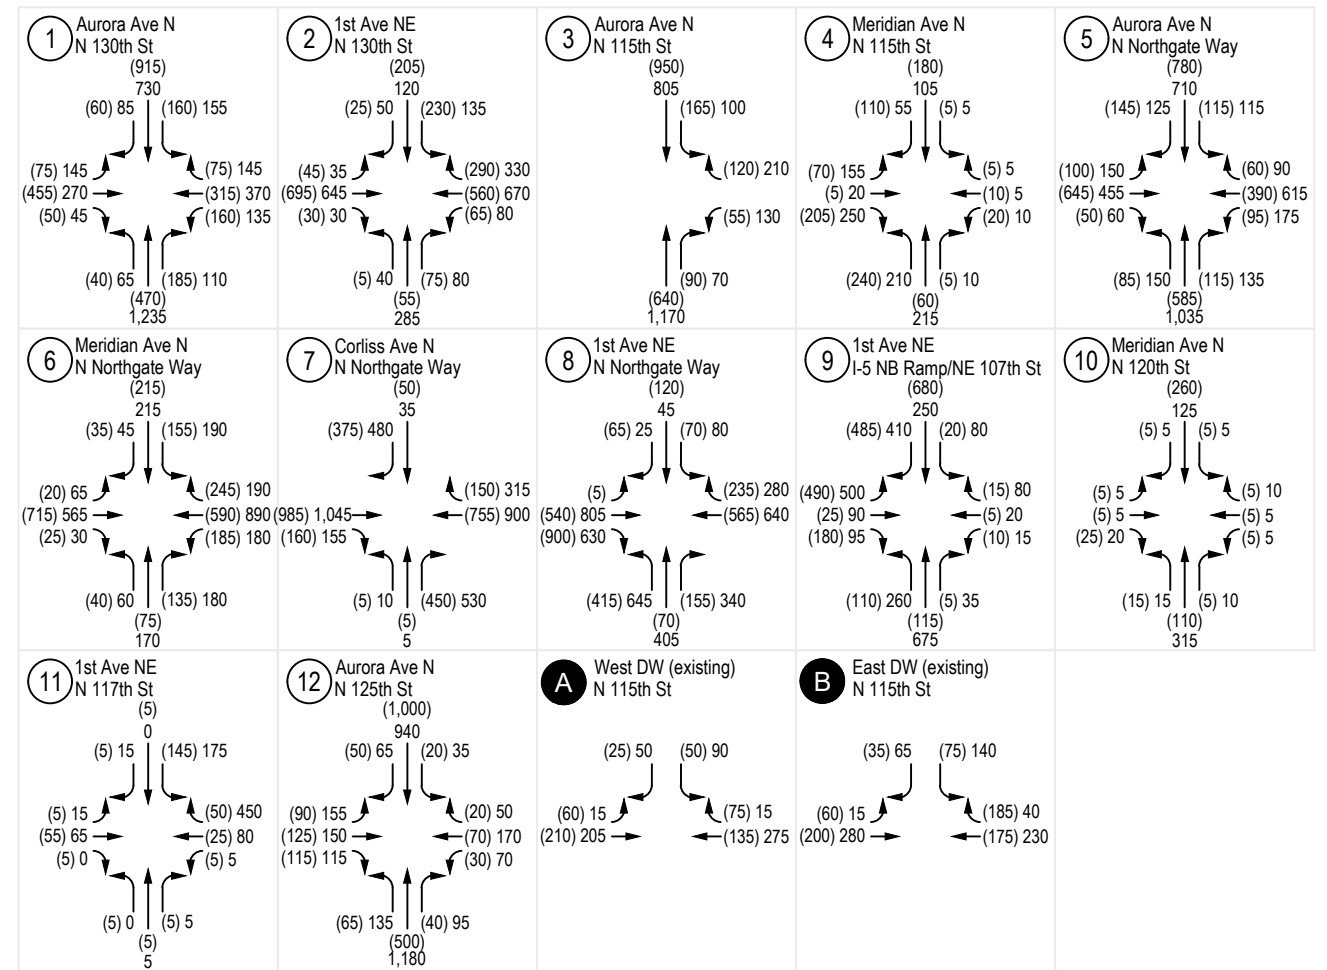 1 Aurora Ave N
N 130th St
(915)
730
(60) 85 (160) 155
(75) 145 (75) 145
(455) 270 (315) 370
(50) 45 (160) 135
(40) 65 (185) 110
(470)
1,235
2 1st Ave NE
N 130th St
(205)
120
(25) 50 (230) 135
(45) 35 (290) 330
(695) 645 (560) 670
(30) 30 (65) 80
(5) 40 (75) 80
(55)
285
3 Aurora Ave N
N 115th St
(950)
805
(165) 100
(120) 210
(55) 130
(90) 70
(640)
1,170
4 Meridian Ave N
N 115th St
(180)
105
(110) 55 (5) 5
(70) 155 (5) 5
(5) 20 (10) 5
(205) 250 (20) 10
(240) 210 (5) 10
(60)
215
5 Aurora Ave N
N Northgate Way
(780)
710
(145) 125 (115) 115
(100) 150 (60) 90
(645) 455 (390) 615
(50) 60 (95) 175
(85) 150 (115) 135
(585)
1,035
6 Meridian Ave N
N Northgate Way
(215)
215
(35) 45 (155) 190
(20) 65 (245) 190
(715) 565 (590) 890
(25) 30 (185) 180
(40) 60 (135) 180
(75)
170
7 Corliss Ave N
N Northgate Way
(50)
35
(375) 480
(150) 315
(985) 1,045 (755) 900
(160) 155
(5) 10 (450) 530
(5)
5
8 1st Ave NE
N Northgate Way
(120)
45
(65) 25 (70) 80
(5) (235) 280
(540) 805 (565) 640
(900) 630
(415) 645 (155) 340
(70)
405
9 1st Ave NE
I-5 NB Ramp/NE 107th St
(680)
250
(485) 410 (20) 80
(490) 500 (15) 80
(25) 90 (5) 20
(180) 95 (10) 15
(110) 260 (5) 35
(115)
675
10 Meridian Ave N
N 120th St
(260)
125
(5) 5 (5) 5
(5) 5 (5) 10
(5) 5 (5) 5
(25) 20 (5) 5
(15) 15 (5) 10
(110)
315
11 1st Ave NE
N 117th St
(5)
0
(5) 15 (145) 175
(5) 15 (50) 450
(55) 65 (25) 80
(5) 0 (5) 5
(5) 0 (5) 5
(5)
5
12 Aurora Ave N
N 125th St
(1,000)
940
(50) 65 (20) 35
(90) 155 (20) 50
(125) 150 (70) 170
(115) 115 (30) 70
(65) 135 (40) 95
(500)
1,180
A West DW (existing)
N 115th St
(25) 50 (50) 90
(60) 15 (75) 15
(210) 205 (135) 275
B East DW (existing)
N 115th St
(35) 65 (75) 140
(60) 15 (185) 40
(200) 280 (175) 230